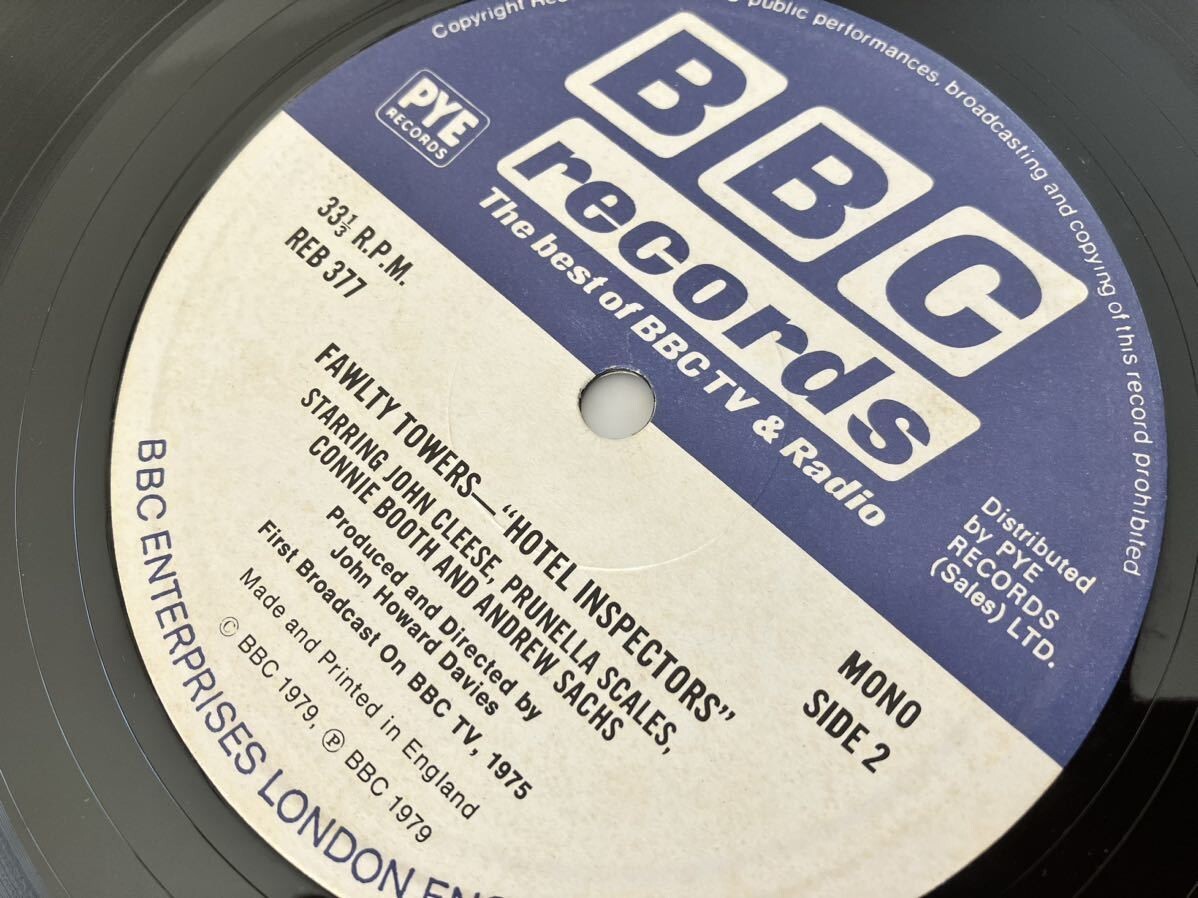 Copyright
public performances, broadcasting and copying of this record prohibited
PYE
RECORDS
BBC
records
The best of BBC TV & Radio
33⅓ R.P.M.
REB 377
Distributed
by PYE
RECORDS
(Sales) LTD.
MONO
SIDE 2
FAWLTY TOWERS—“HOTEL INSPECTORS”
STARRING JOHN CLEESE, PRUNELLA SCALES,
CONNIE BOOTH AND ANDREW SACHS
Produced and Directed by
John Howard Davies
First Broadcast On BBC TV, 1975
Made and Printed in England
© BBC 1979, ℗ BBC 1979
BBC ENTERPRISES LONDON